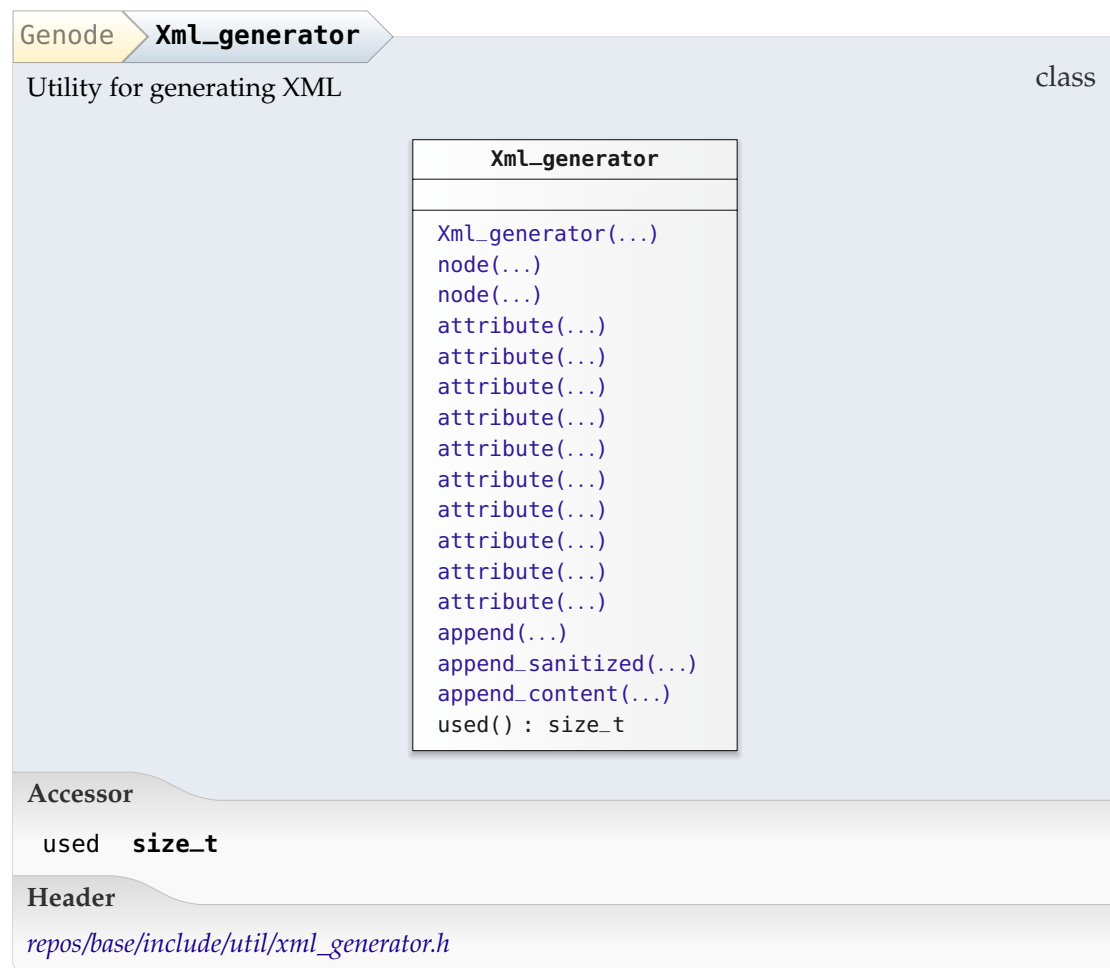 Genode Xml_generator
Utility for generating XML
class
Xml_generator
Xml_generator(...)
node(...)
node(...)
attribute(...)
attribute(...)
attribute(...)
attribute(...)
attribute(...)
attribute(...)
attribute(...)
attribute(...)
attribute(...)
attribute(...)
append(...)
append_sanitized(...)
append_content(...)
used() : size_t
Accessor
used size_t
Header
repos/base/include/util/xml_generator.h